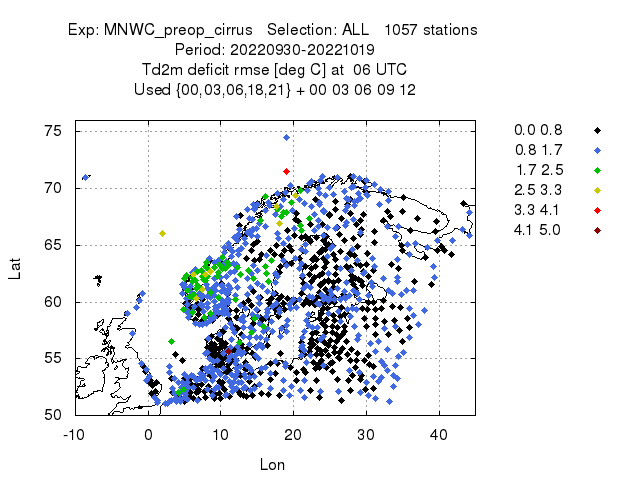 Exp: MNWC_preop_cirrus   Selection: ALL   1057 stations
Period: 20220930-20221019
Td2m deficit rmse [deg C] at  06 UTC
Used {00,03,06,18,21} + 00 03 06 09 12
0.0 0.8
0.8 1.7
1.7 2.5
2.5 3.3
3.3 4.1
4.1 5.0
75
70
65
60
55
50
Lat
-10 0 10 20 30 40
Lon